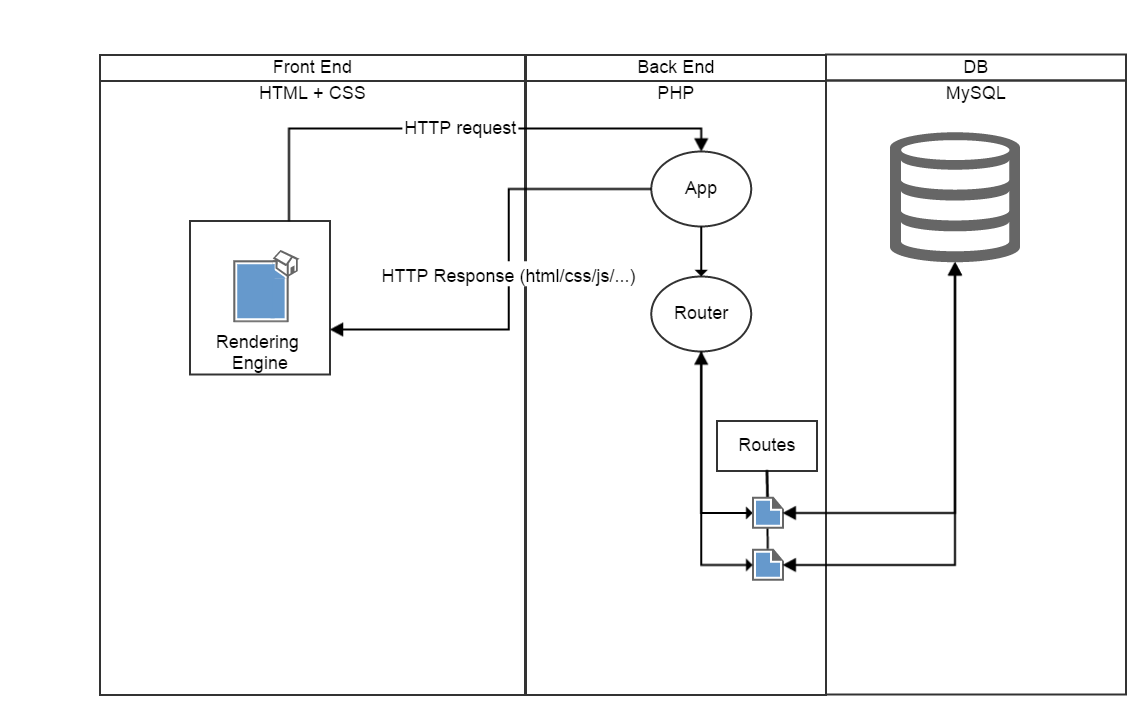 Front End
Back End
DB
HTML + CSS
PHP
MySQL
HTTP request
App
HTTP Response (html/css/js/...)
Router
Rendering
Engine
Routes